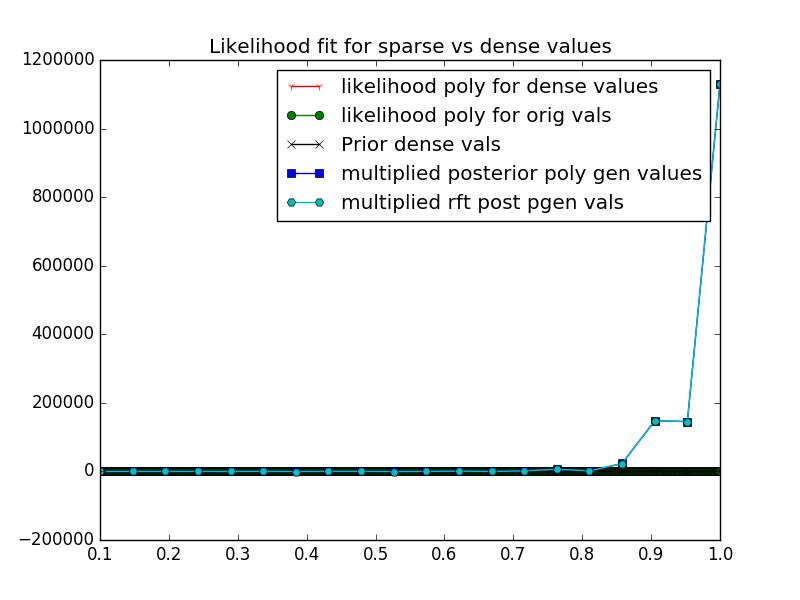 Likelihood fit for sparse vs dense values
1200000
1000000
800000
600000
400000
200000
0
−200000
likelihood poly for dense values
likelihood poly for orig vals
Prior dense vals
multiplied posterior poly gen values
multiplied rft post pgen vals
0.1 0.2 0.3 0.4 0.5 0.6 0.7 0.8 0.9 1.0